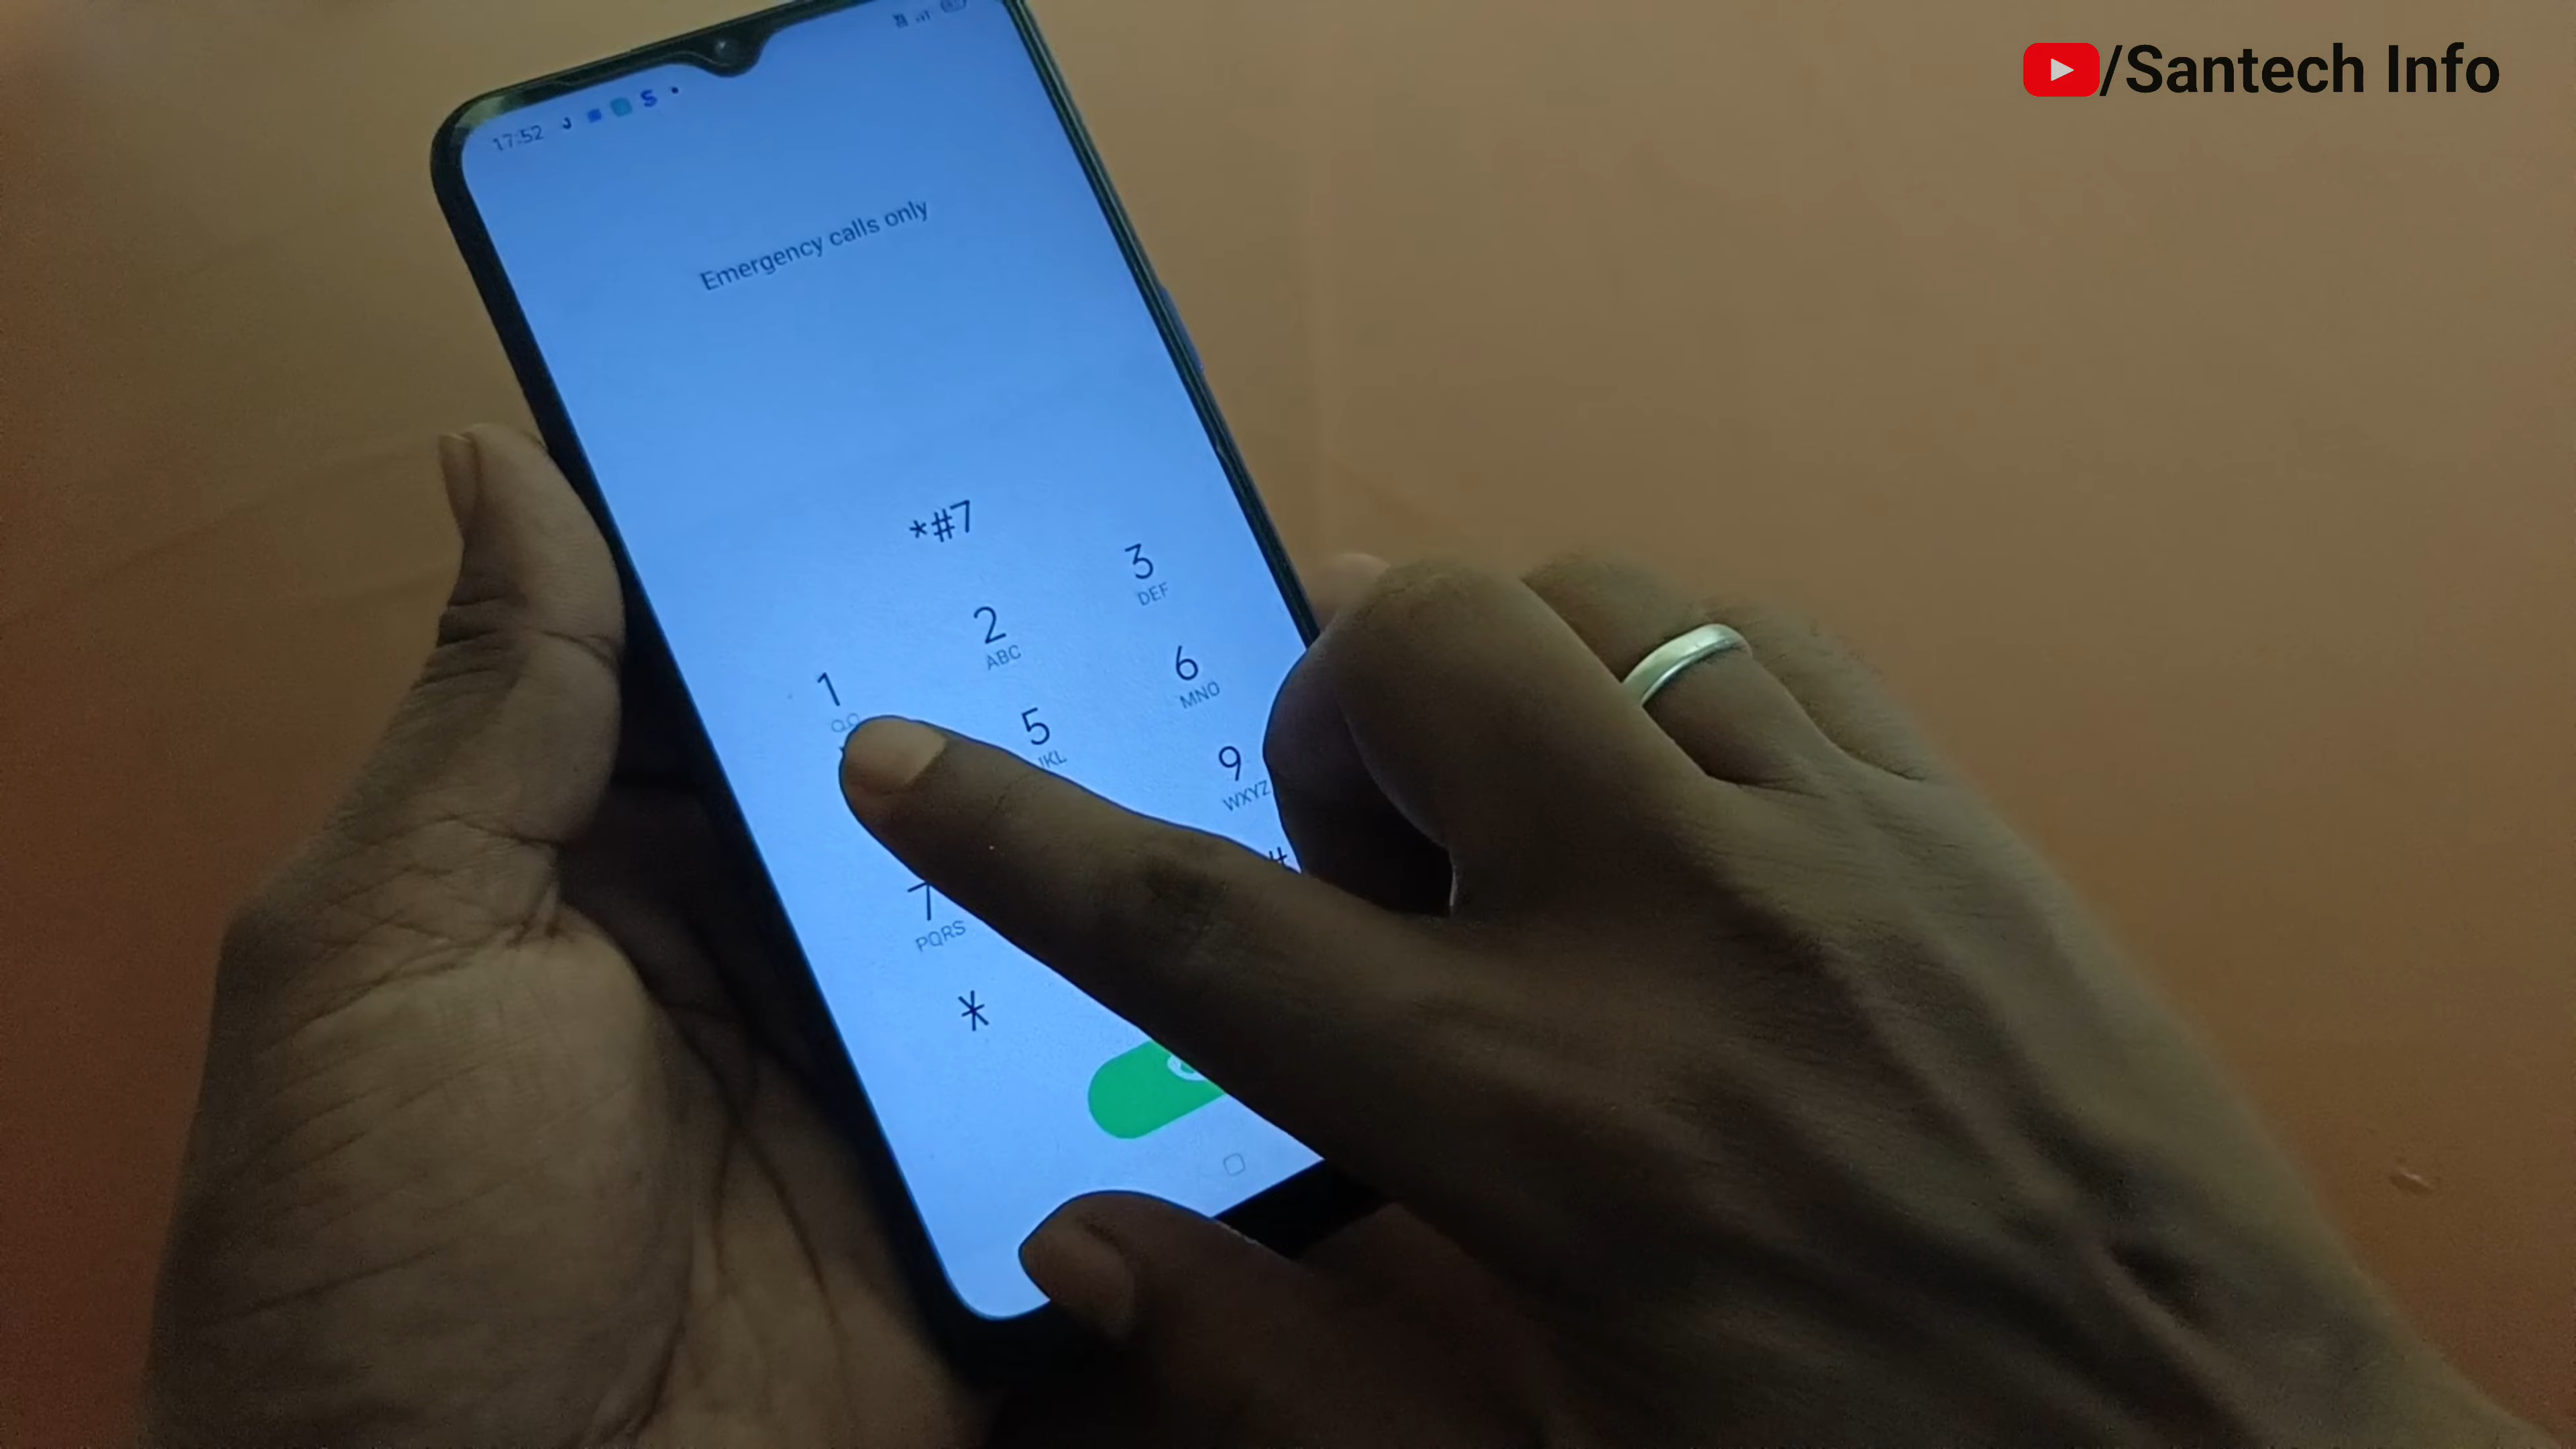 /Santech Info
17:52
Emergency calls only
*#7
1 2 3
ABC DEF
5 6
JKL MNO
7 9
PQRS WXYZ
* #